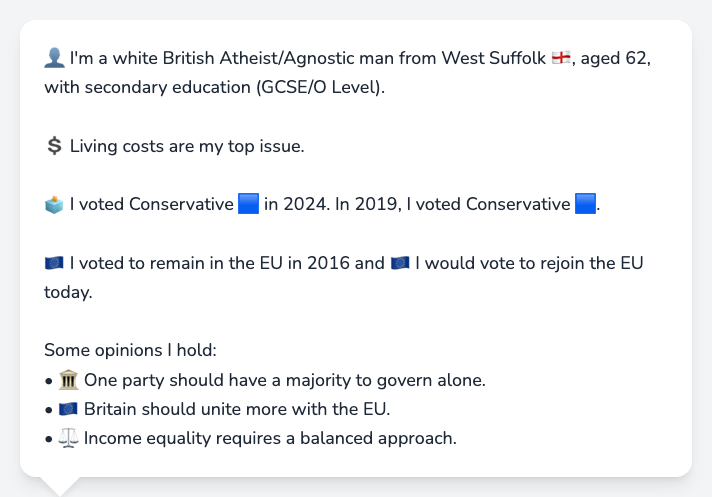 👤 I'm a white British Atheist/Agnostic man from West Suffolk 🏴󠁧󠁢󠁥󠁮󠁧󠁿, aged 62,
with secondary education (GCSE/O Level).
💲 Living costs are my top issue.
🗳️ I voted Conservative 🟦 in 2024. In 2019, I voted Conservative 🟦.
🇪🇺 I voted to remain in the EU in 2016 and 🇪🇺 I would vote to rejoin the EU
today.
Some opinions I hold:
• 🏛️ One party should have a majority to govern alone.
• 🇪🇺 Britain should unite more with the EU.
• ⚖️ Income equality requires a balanced approach.